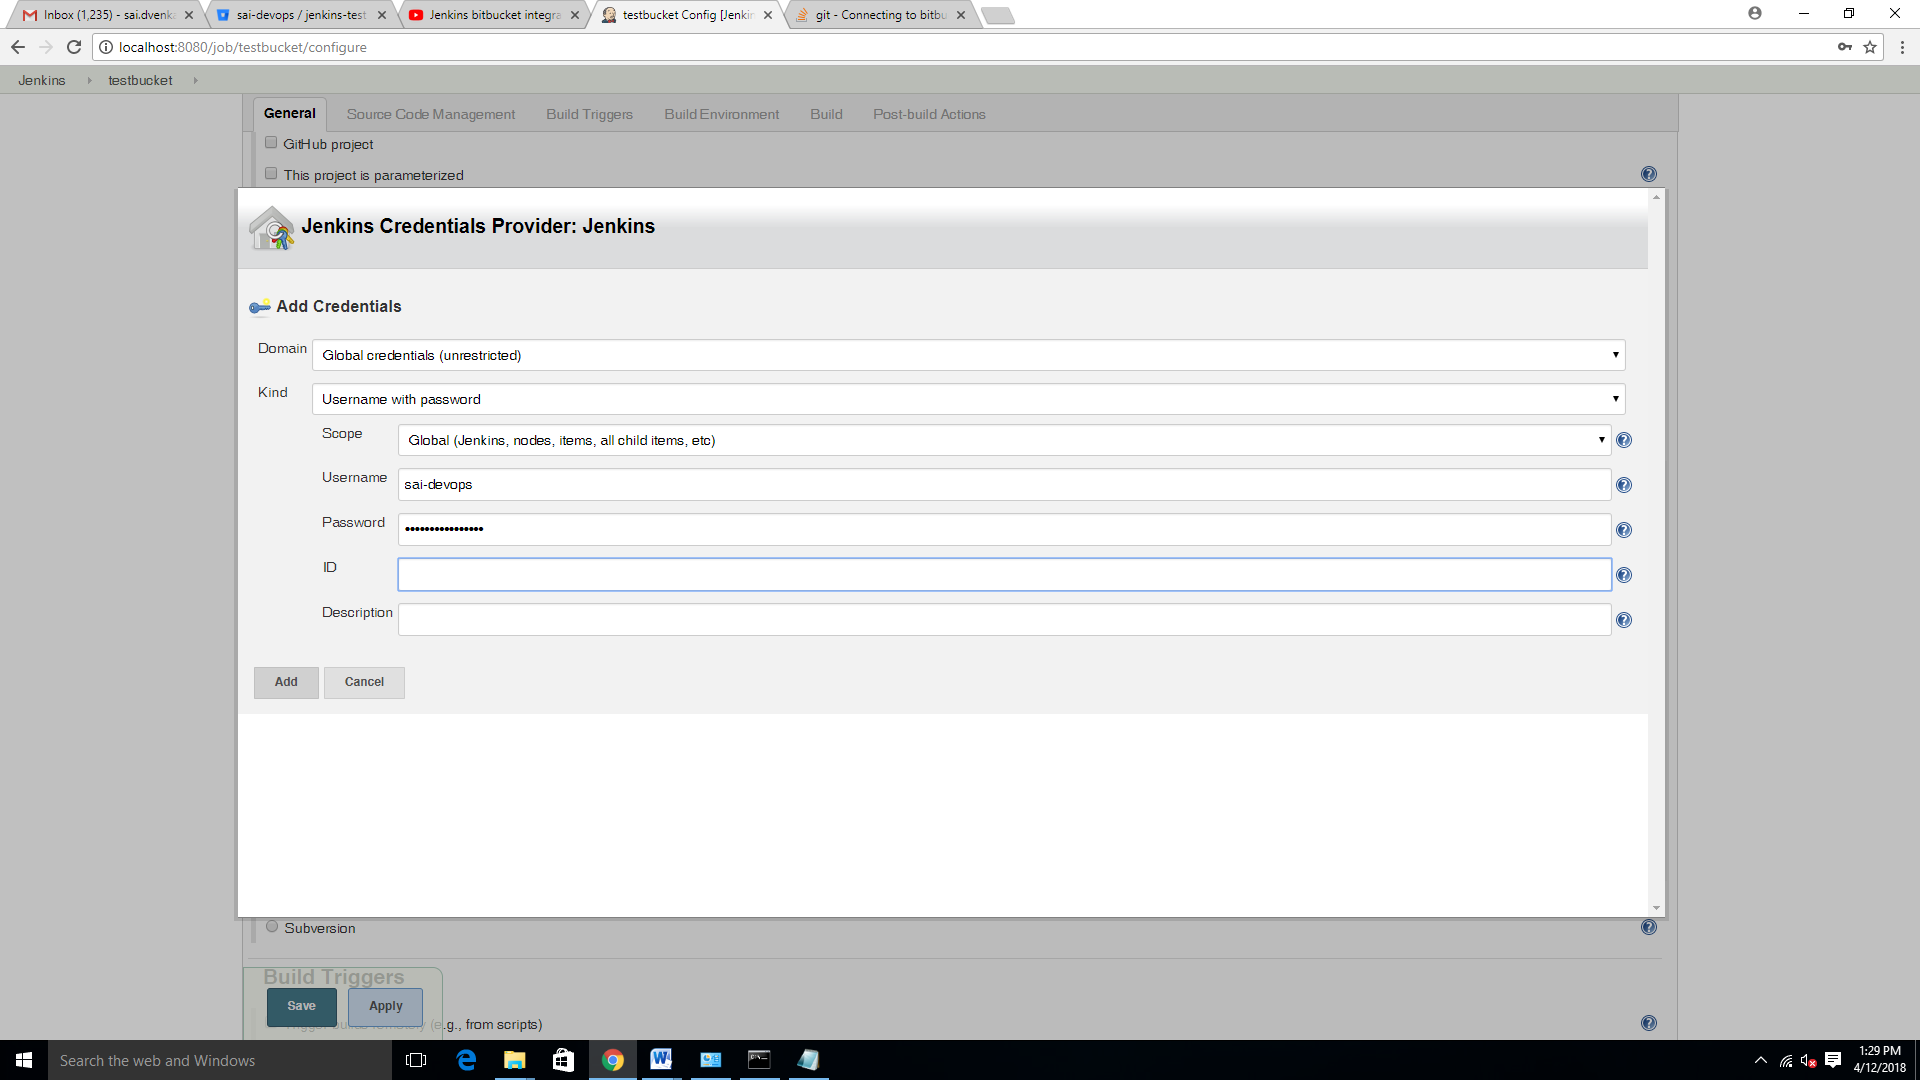 Inbox (1,235) - sai.dvenka
sai-devops / jenkins-test
Jenkins bitbucket integra
testbucket Config [Jenkin
git - Connecting to bitbu
localhost:8080/job/testbucket/configure
Jenkins
testbucket
General
Source Code Management
Build Triggers
Build Environment
Build
Post-build Actions
GitHub project
This project is parameterized
Jenkins Credentials Provider: Jenkins
Add Credentials
Domain
Global credentials (unrestricted)
Kind
Username with password
Scope
Global (Jenkins, nodes, items, all child items, etc)
Username
sai-devops
Password
••••••••••••••••
ID
Description
Add
Cancel
Subversion
Build Triggers
Save
Apply
(e.g., from scripts)
Search the web and Windows
1:29 PM
4/12/2018